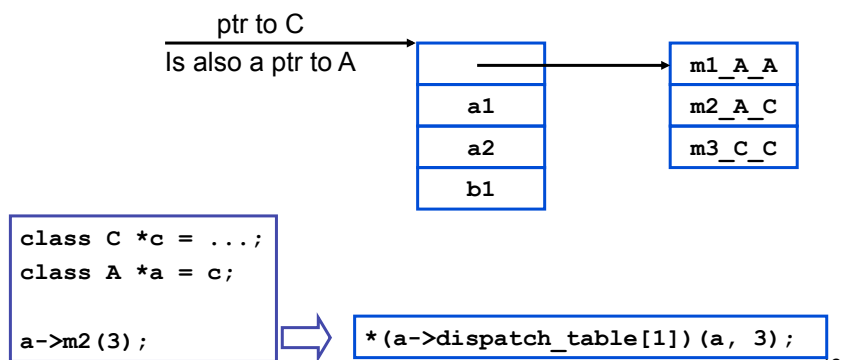 ptr to C
Is also a ptr to A
m1_A_A
a1
m2_A_C
a2
m3_C_C
b1
class C *c = ...;
class A *a = c;
a->m2(3);
*(a->dispatch_table[1])(a, 3);